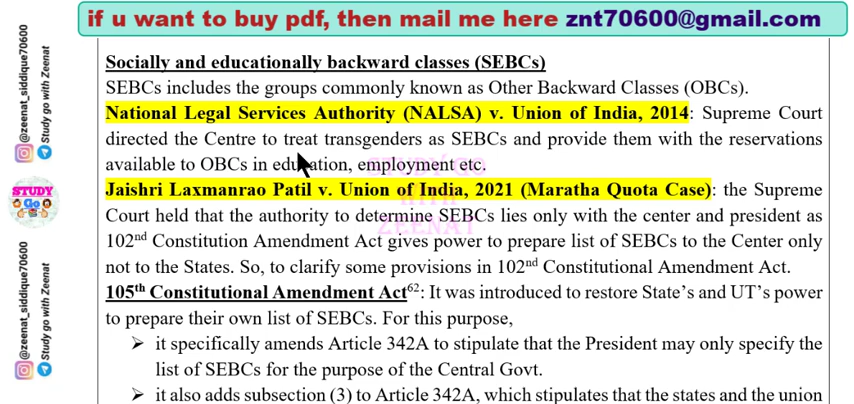 if u want to buy pdf, then mail me here znt70600@gmail.com
Socially and educationally backward classes (SEBCs)
SEBCs includes the groups commonly known as Other Backward Classes (OBCs).
National Legal Services Authority (NALSA) v. Union of India, 2014: Supreme Court
directed the Centre to treat transgenders as SEBCs and provide them with the reservations
available to OBCs in education, employment etc.
Jaishri Laxmanrao Patil v. Union of India, 2021 (Maratha Quota Case): the Supreme
Court held that the authority to determine SEBCs lies only with the center and president as
102nd Constitution Amendment Act gives power to prepare list of SEBCs to the Center only
not to the States. So, to clarify some provisions in 102nd Constitutional Amendment Act.
105th Constitutional Amendment Act62: It was introduced to restore State's and UT's power
to prepare their own list of SEBCs. For this purpose,
➢ it specifically amends Article 342A to stipulate that the President may only specify the
list of SEBCs for the purpose of the Central Govt.
➢ it also adds subsection (3) to Article 342A, which stipulates that the states and the union
@zeenat_siddique70600
Study go with Zeenat
STUDY
Go
@zeenat_siddique70600
Study go with Zeenat
STUDY GO
WITH
ZEENAT